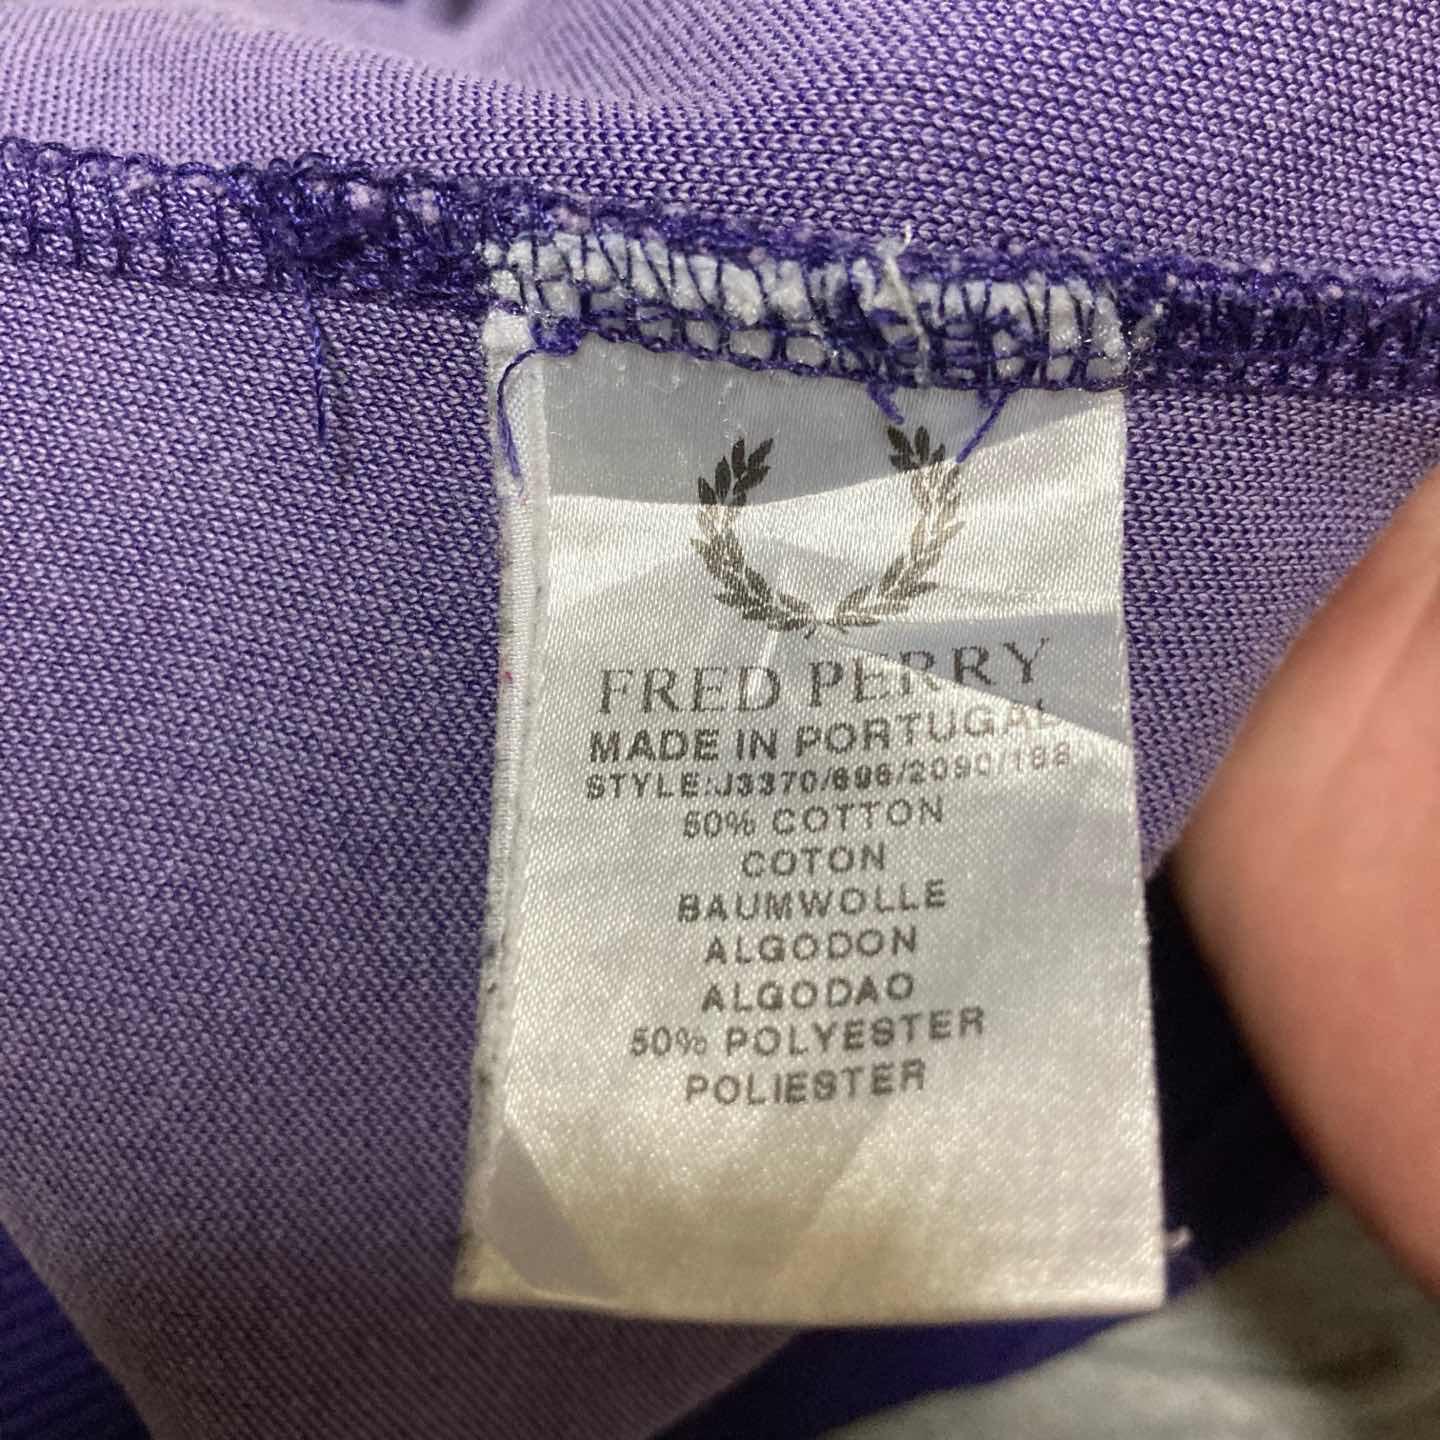 FRED PERRY
MADE IN PORTUGAL
STYLE:J3370/696/2090/188
50% COTTON
COTON
BAUMWOLLE
ALGODON
ALGODAO
50% POLYESTER
POLIESTER